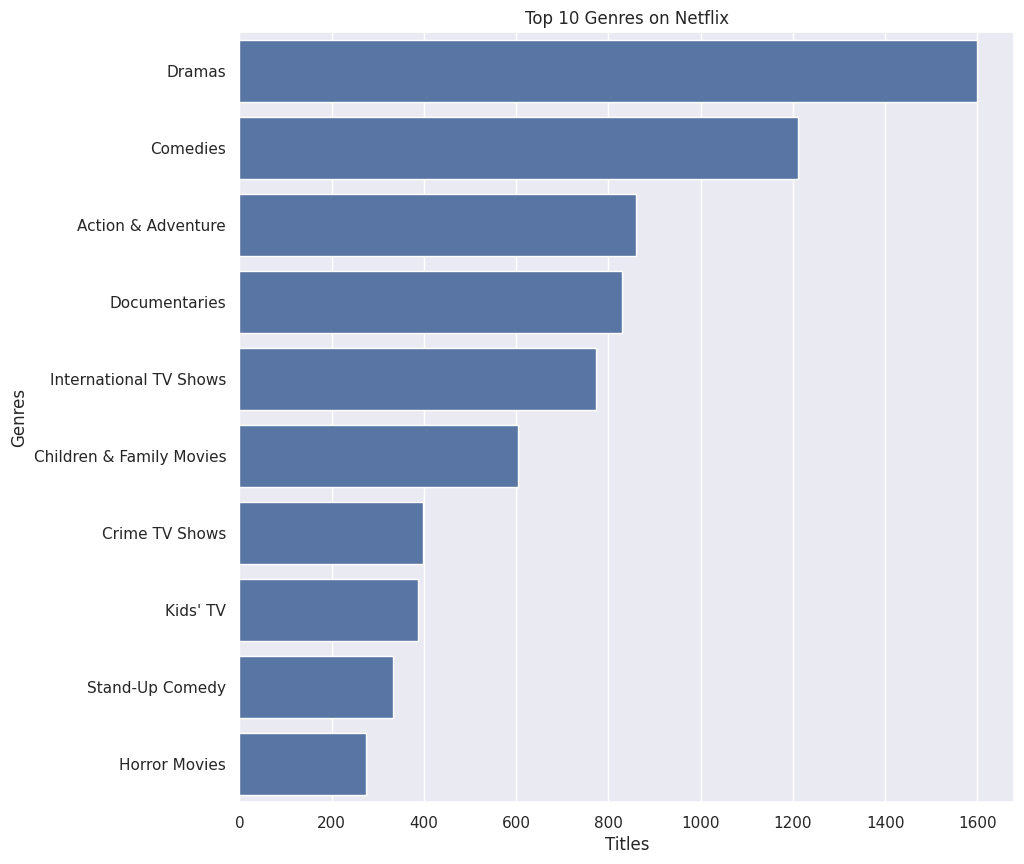 Top 10 Genres on Netflix
Genres
Dramas
Comedies
Action & Adventure
Documentaries
International TV Shows
Children & Family Movies
Crime TV Shows
Kids' TV
Stand-Up Comedy
Horror Movies
0 200 400 600 800 1000 1200 1400 1600
Titles